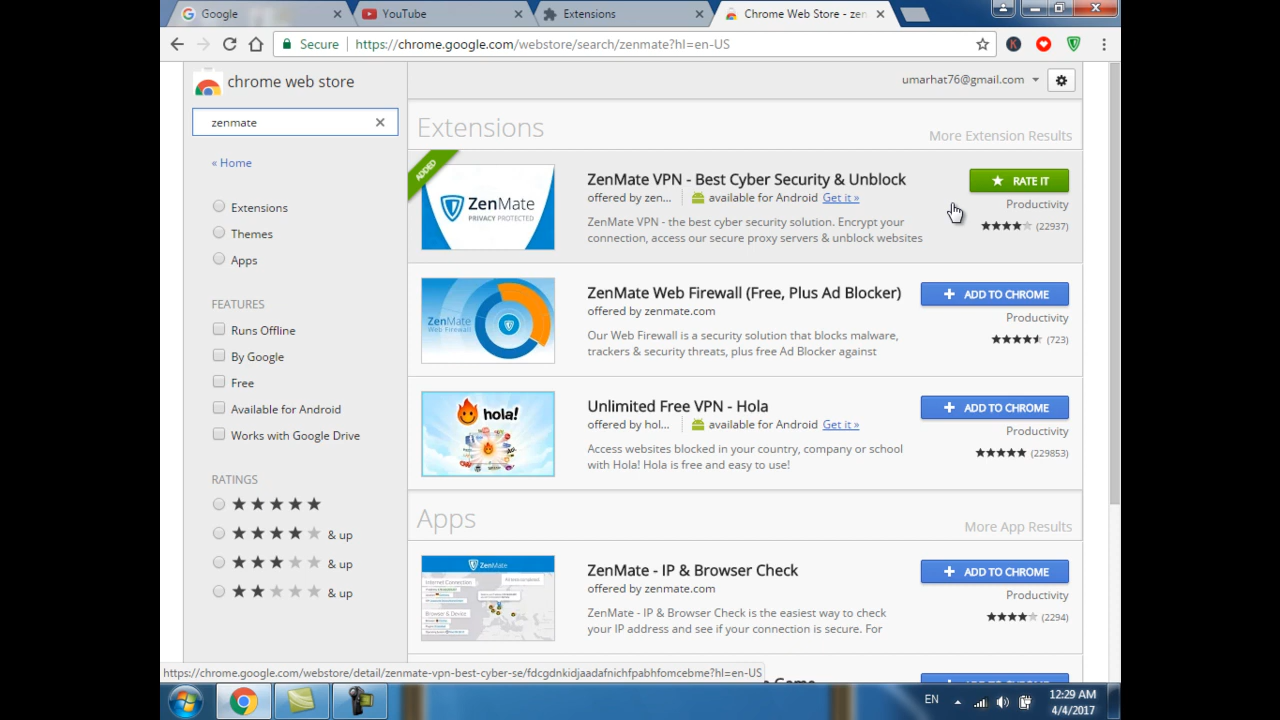 Google
YouTube
Extensions
Chrome Web Store - zen
Secure
https://chrome.google.com/webstore/search/zenmate?hl=en-US
K
chrome web store
umarhat76@gmail.com
zenmate
« Home
Extensions
Themes
Apps
FEATURES
Runs Offline
By Google
Free
Available for Android
Works with Google Drive
RATINGS
& up
& up
& up
Extensions
More Extension Results
ADDED
ZenMate
PRIVACY PROTECTED
ZenMate VPN - Best Cyber Security & Unblock
offered by zen...
available for Android Get it »
ZenMate VPN - the best cyber security solution. Encrypt your
connection, access our secure proxy servers & unblock websites
RATE IT
Productivity
(22937)
ZenMate
Web Firewall
ZenMate Web Firewall (Free, Plus Ad Blocker)
offered by zenmate.com
Our Web Firewall is a security solution that blocks malware,
trackers & security threats, plus free Ad Blocker against
ADD TO CHROME
Productivity
(723)
hola!
Unlimited Free VPN - Hola
offered by hol...
available for Android Get it »
Access websites blocked in your country, company or school
with Hola! Hola is free and easy to use!
ADD TO CHROME
Productivity
(229853)
Apps
More App Results
ZenMate
Internet Connection
Browser & Device
ZenMate - IP & Browser Check
offered by zenmate.com
ZenMate - IP & Browser Check is the easiest way to check
your IP address and see if your connection is secure. For
ADD TO CHROME
Productivity
(2294)
https://chrome.google.com/webstore/detail/zenmate-vpn-best-cyber-se/fdcgdnkidjaadafnichfpabhfomcebme?hl=en-US
EN
12:29 AM
4/4/2017